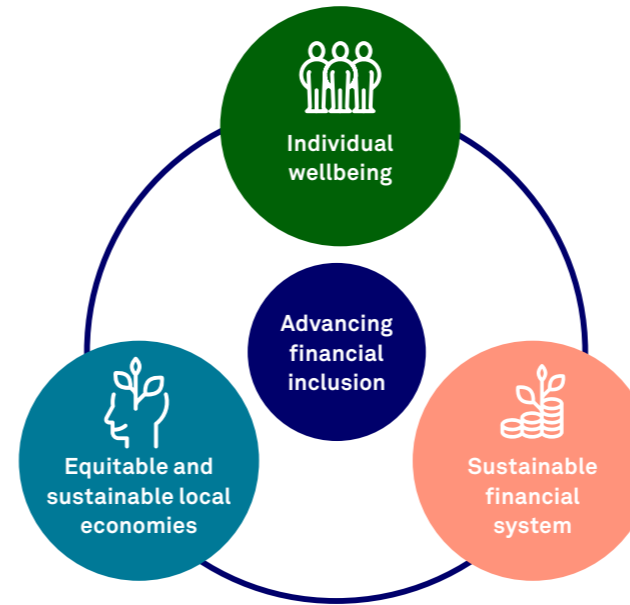 Individual
wellbeing
Advancing
financial
inclusion
Equitable and
sustainable local
economies
Sustainable
financial
system